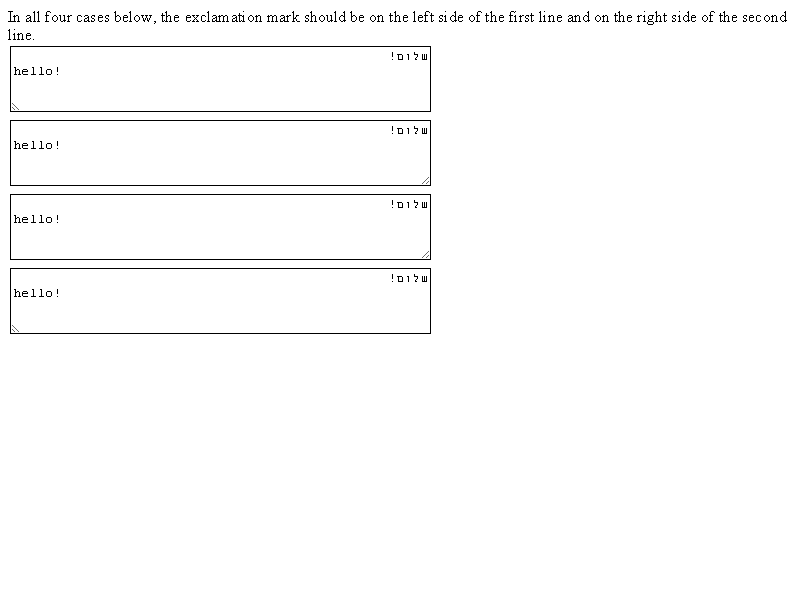 In all four cases below, the exclamation mark should be on the left side of the first line and on the right side of the second
line.
שלום!
hello!
שלום!
hello!
שלום!
hello!
שלום!
hello!